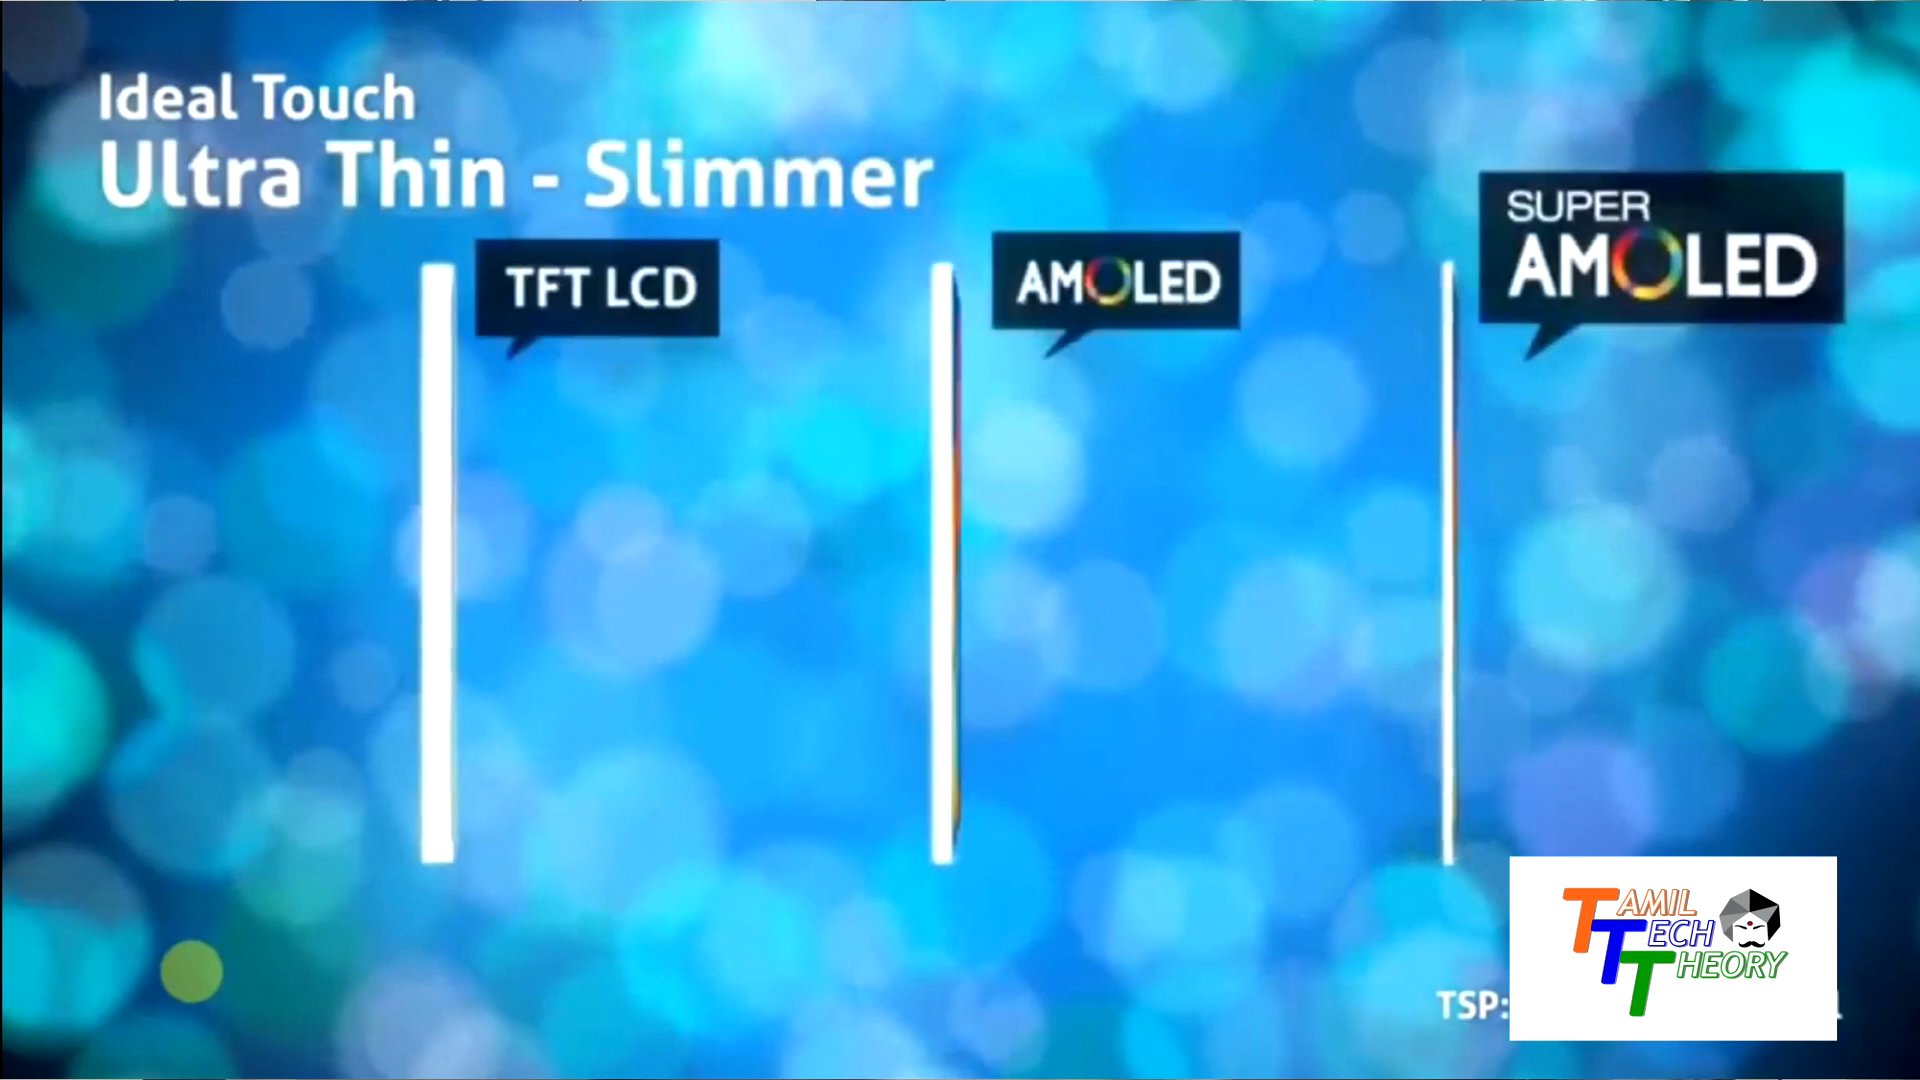 Ideal Touch
Ultra Thin - Slimmer
TFT LCD
AMOLED
SUPER
AMOLED
TAMIL
TECH
THEORY
TSP: